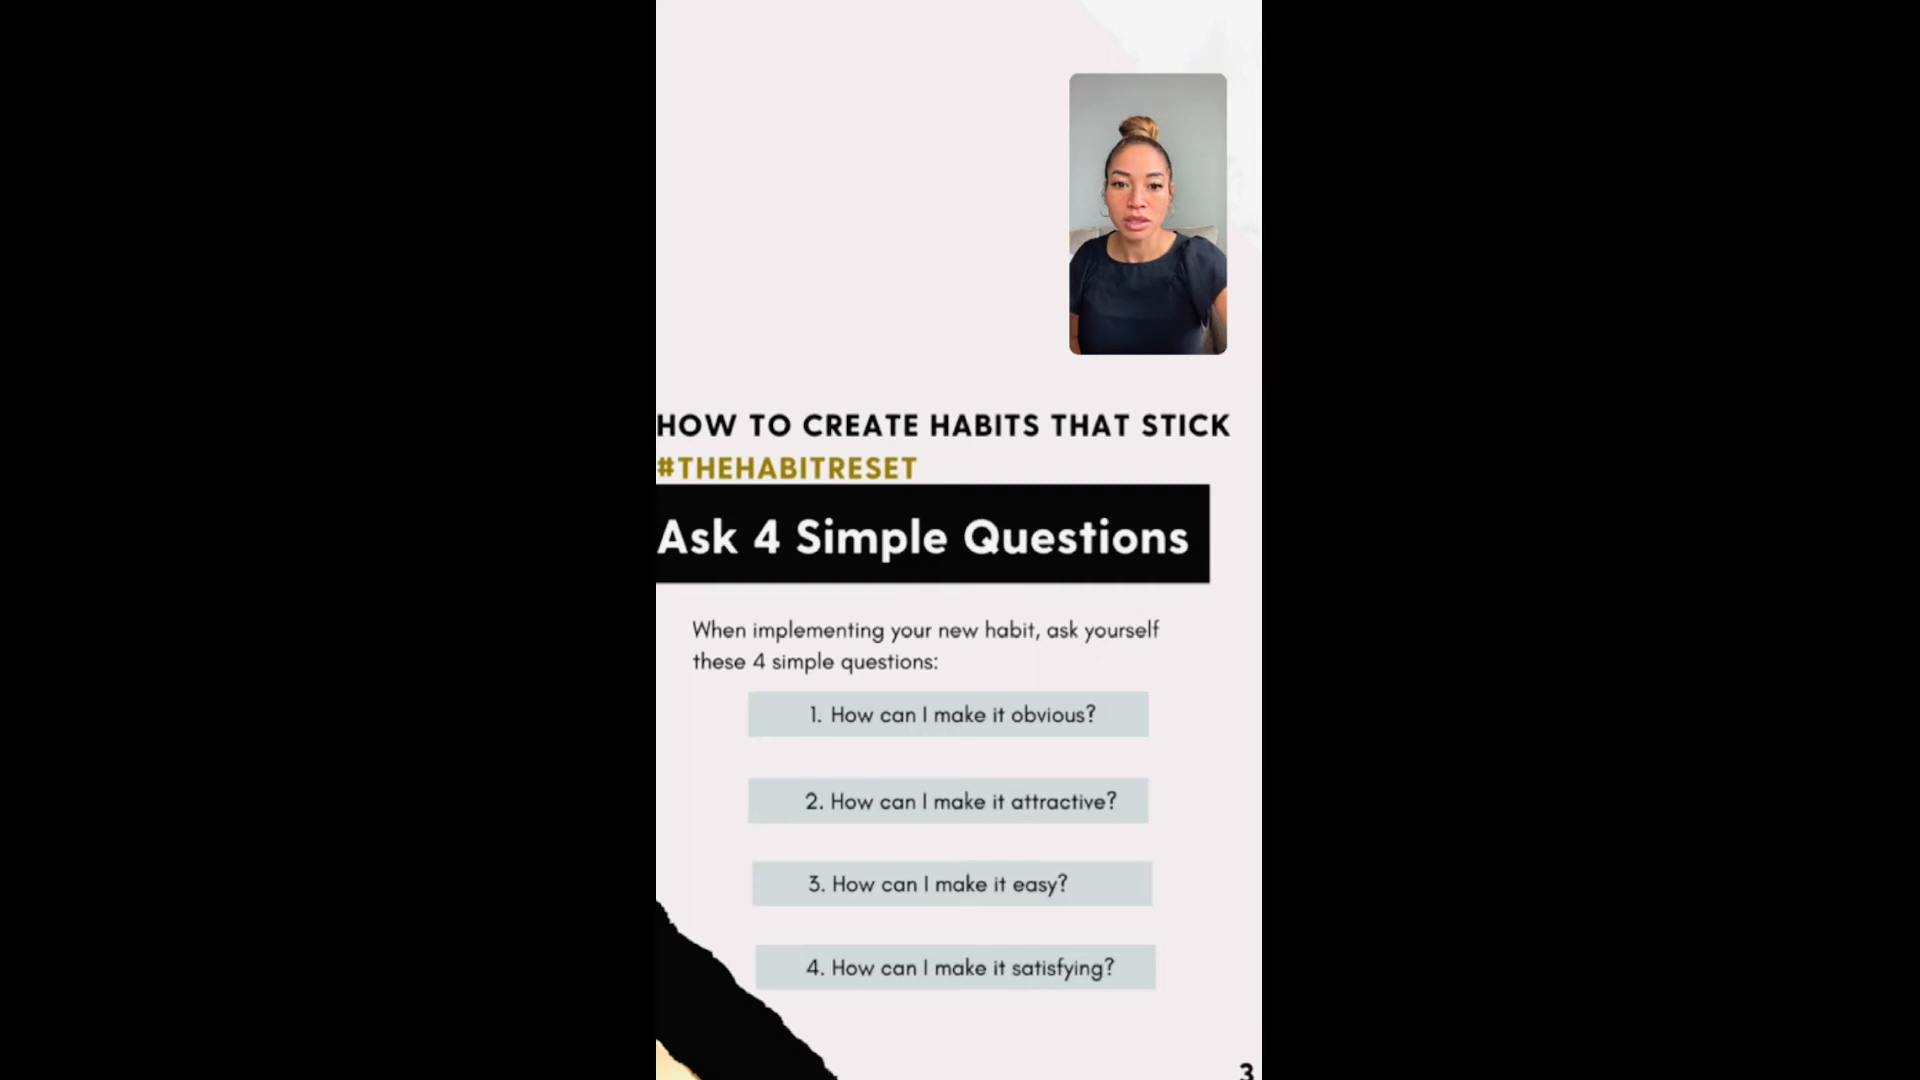 HOW TO CREATE HABITS THAT STICK
#THEHABITRESET
Ask 4 Simple Questions
When implementing your new habit, ask yourself
these 4 simple questions:
1. How can I make it obvious?
2. How can I make it attractive?
3. How can I make it easy?
4. How can I make it satisfying?
3